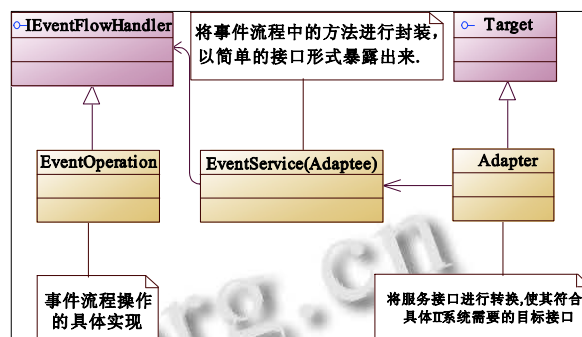 IEventFlowHandler
将事件流程中的方法进行封装，
以简单的接口形式暴露出来.
Target
EventOperation
EventService(Adaptee)
Adapter
事件流程操作
的具体实现
将服务接口进行转换,使其符合
具体IT系统需要的目标接口
rg.cn